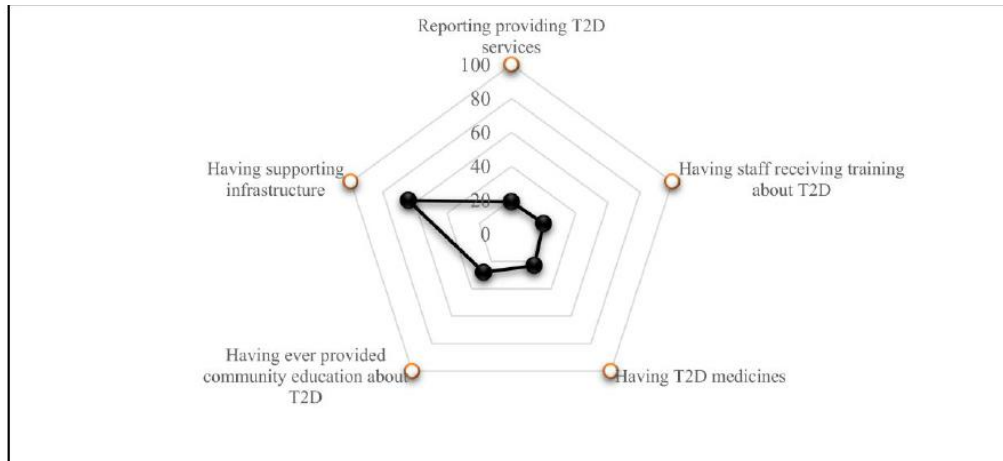 Reporting providing T2D
services
100
80
60
40
20
0
Having supporting
infrastructure
Having staff receiving training
about T2D
Having ever provided
community education about
T2D
Having T2D medicines